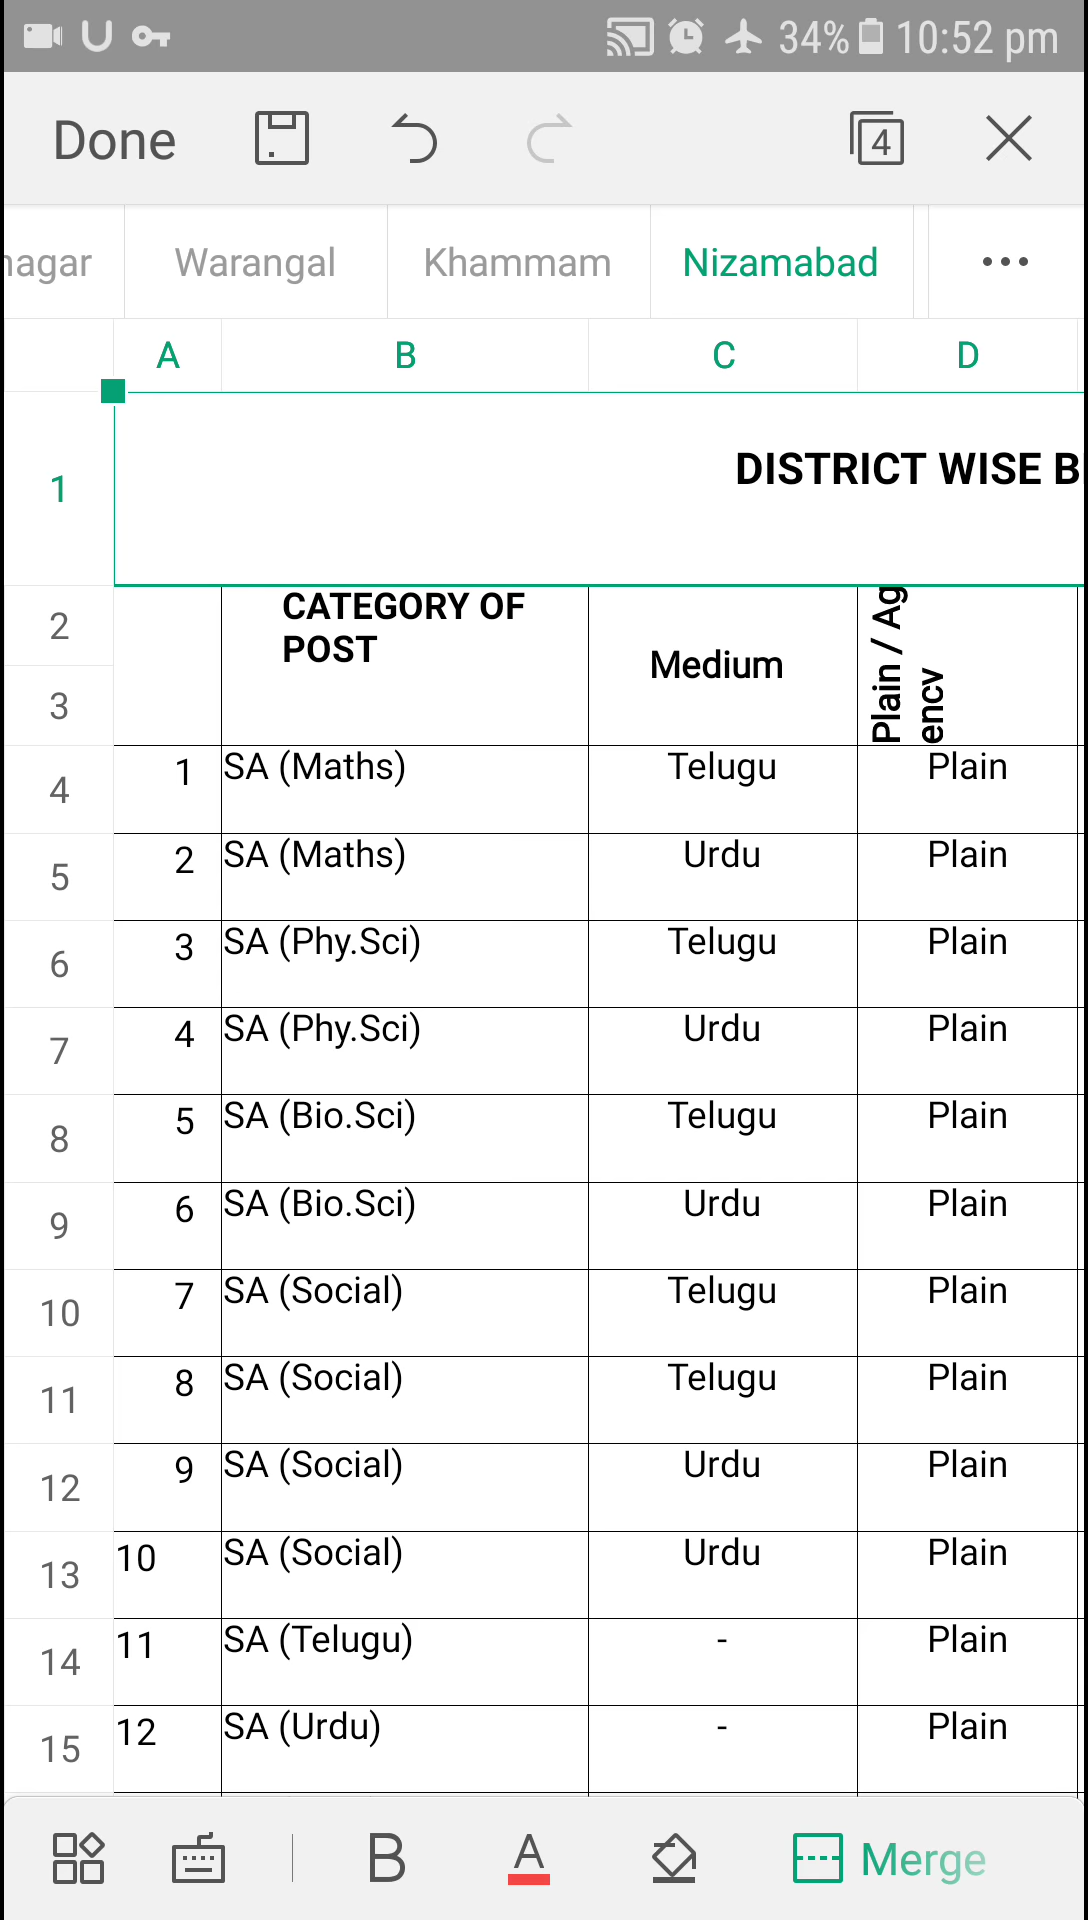 34% 10:52 pm
Done 4
nagar Warangal Khammam Nizamabad
A B C D
1 DISTRICT WISE B
2 CATEGORY OF
POST
Medium
Plain / Ag
ency
3
4 1 SA (Maths) Telugu Plain
5 2 SA (Maths) Urdu Plain
6 3 SA (Phy.Sci) Telugu Plain
7 4 SA (Phy.Sci) Urdu Plain
8 5 SA (Bio.Sci) Telugu Plain
9 6 SA (Bio.Sci) Urdu Plain
10 7 SA (Social) Telugu Plain
11 8 SA (Social) Telugu Plain
12 9 SA (Social) Urdu Plain
13 10 SA (Social) Urdu Plain
14 11 SA (Telugu) - Plain
15 12 SA (Urdu) - Plain
B A Merge